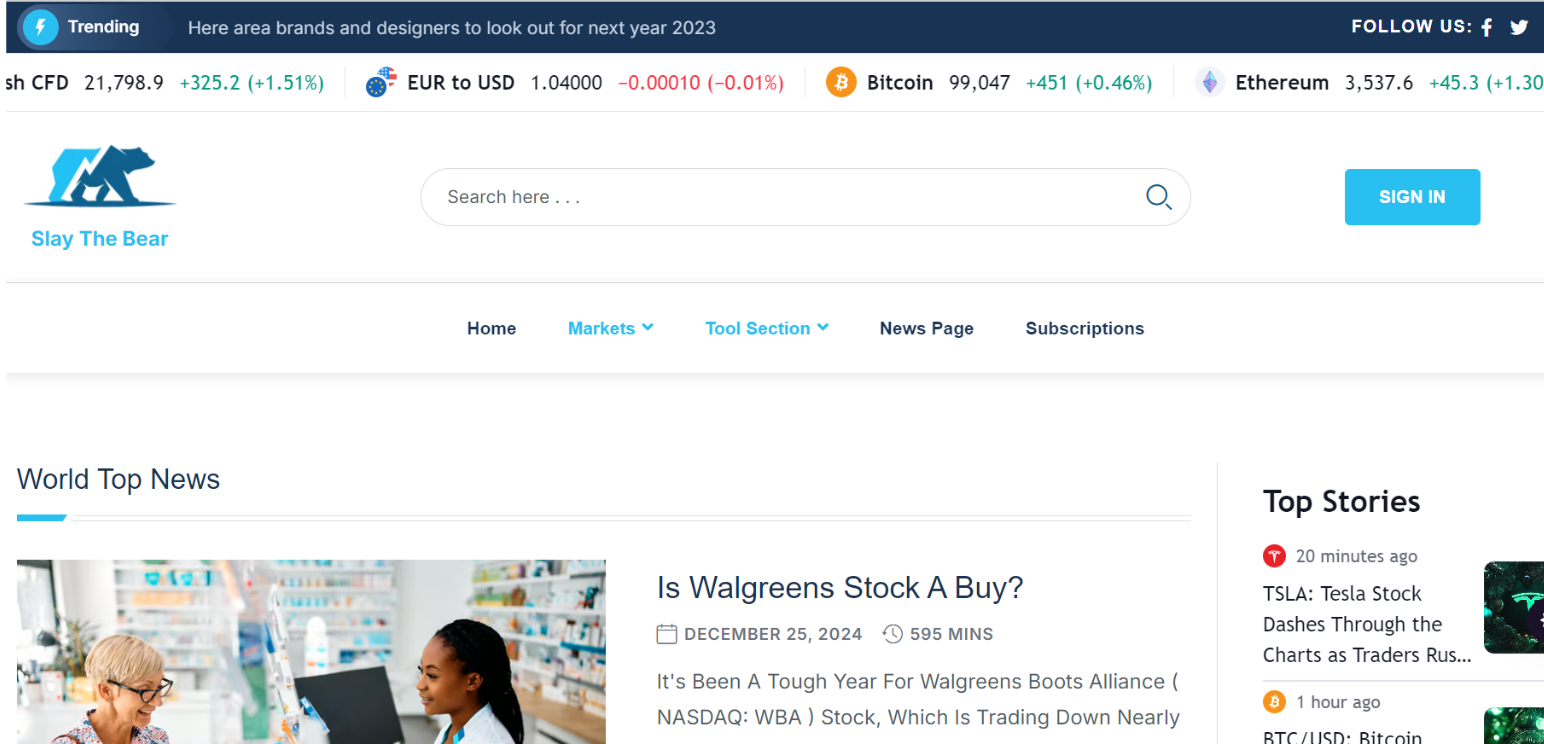 Trending Here area brands and designers to look out for next year 2023 FOLLOW US:
sh CFD 21,798.9 +325.2 (+1.51%) EUR to USD 1.04000 −0.00010 (−0.01%) Bitcoin 99,047 +451 (+0.46%) Ethereum 3,537.6 +45.3 (+1.30
Slay The Bear
Search here . . .
SIGN IN
Home Markets Tool Section News Page Subscriptions
World Top News
Is Walgreens Stock A Buy?
DECEMBER 25, 2024 595 MINS
It's Been A Tough Year For Walgreens Boots Alliance (
NASDAQ: WBA ) Stock, Which Is Trading Down Nearly
Top Stories
20 minutes ago
TSLA: Tesla Stock
Dashes Through the
Charts as Traders Rus...
1 hour ago
BTC/USD: Bitcoin